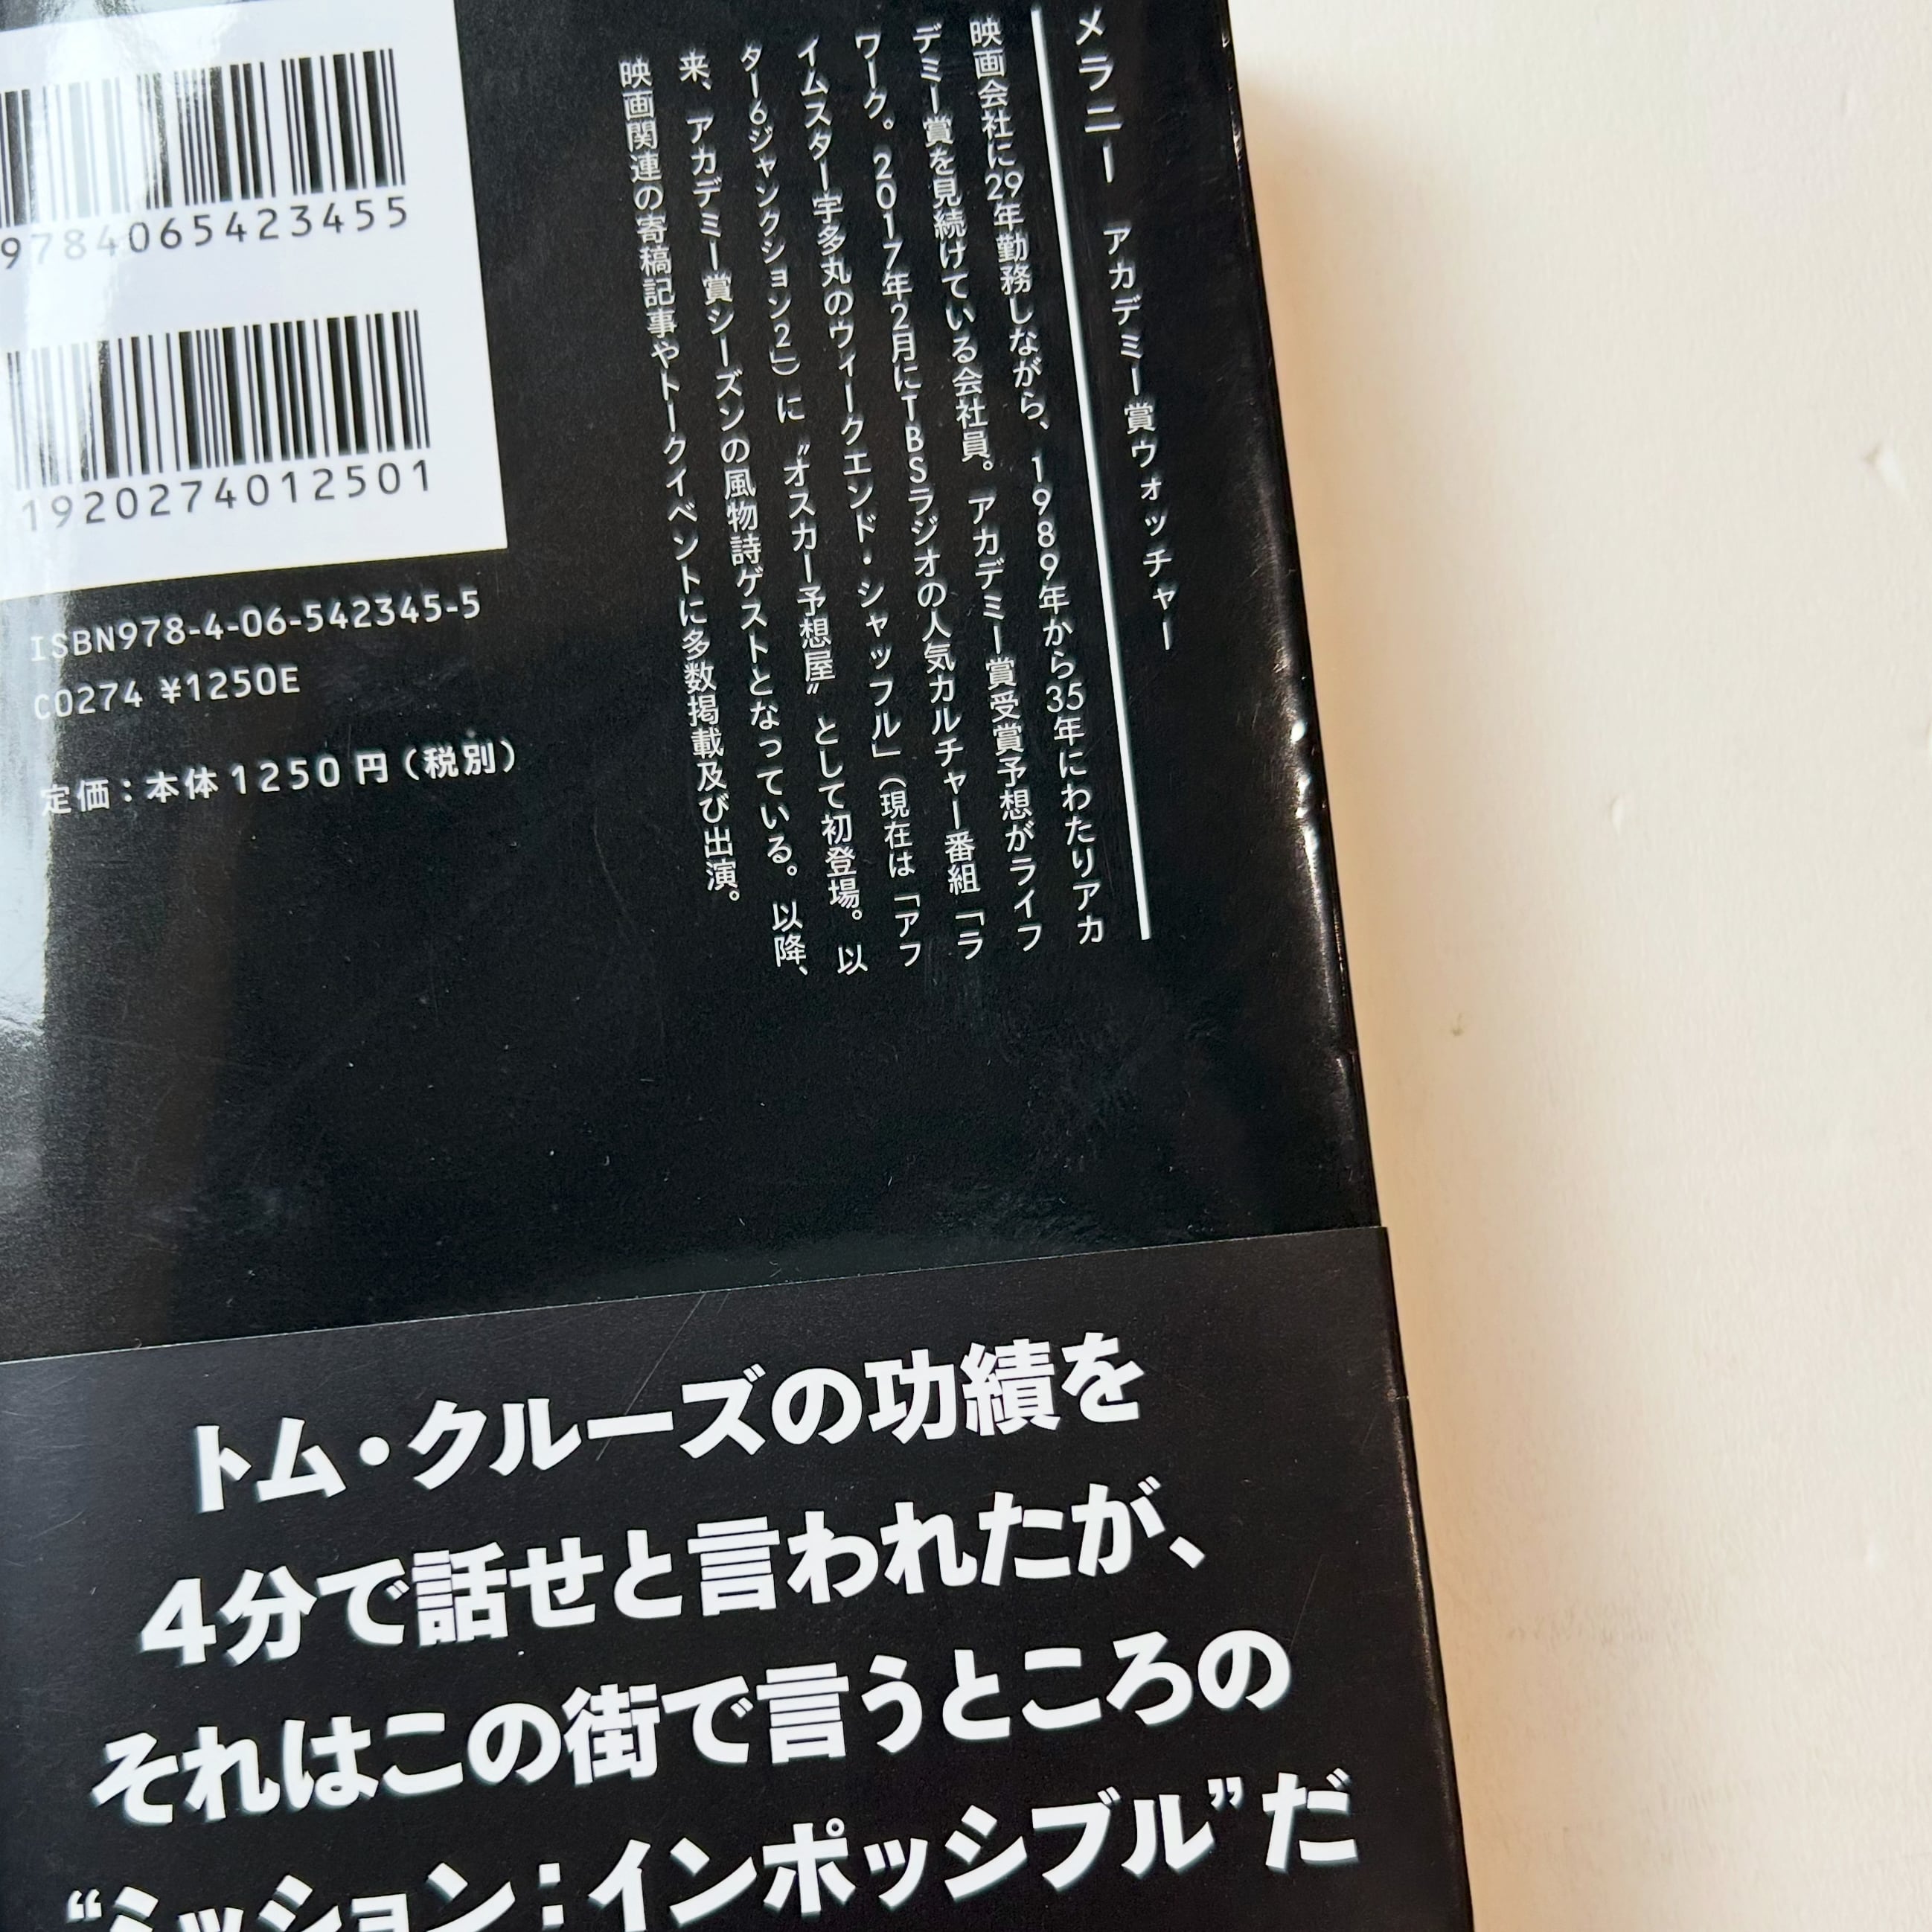 メラニー　アカデミー賞ウォッチャー
映画会社に29年勤務しながら、1989年から35年にわたりアカ
デミー賞を見続けている会社員。アカデミー賞受賞予想がライフ
ワーク。2017年2月にTBSラジオの人気カルチャー番組「ラ
イムスター宇多丸のウィークエンド・シャッフル」（現在は「アフ
ター6ジャンクション2」）に〝オスカー予想屋〟として初登場。以
来、アカデミー賞シーズンの風物詩ゲストとなっている。以降、
映画関連の寄稿記事やトークイベントに多数掲載及び出演。
9784065423455
1920274012501
ISBN978-4-06-542345-5
C0274 ¥1250E
定価：本体1250円（税別）
トム・クルーズの功績を
4分で話せと言われたが、
それはこの街で言うところの
“ミッション：インポッシブル”だ